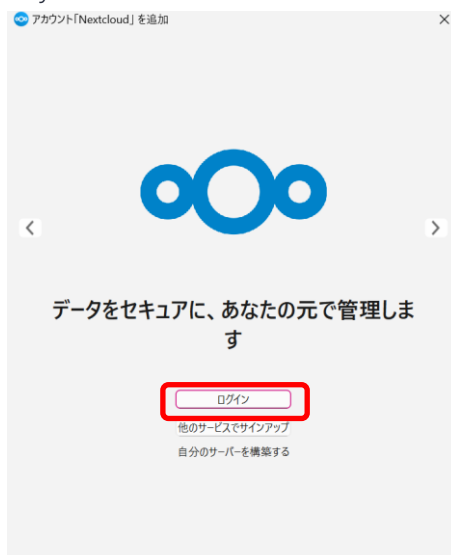 アカウント「Nextcloud」を追加
データをセキュアに、あなたの元で管理しま
す
ログイン
他のサービスでサインアップ
自分のサーバーを構築する